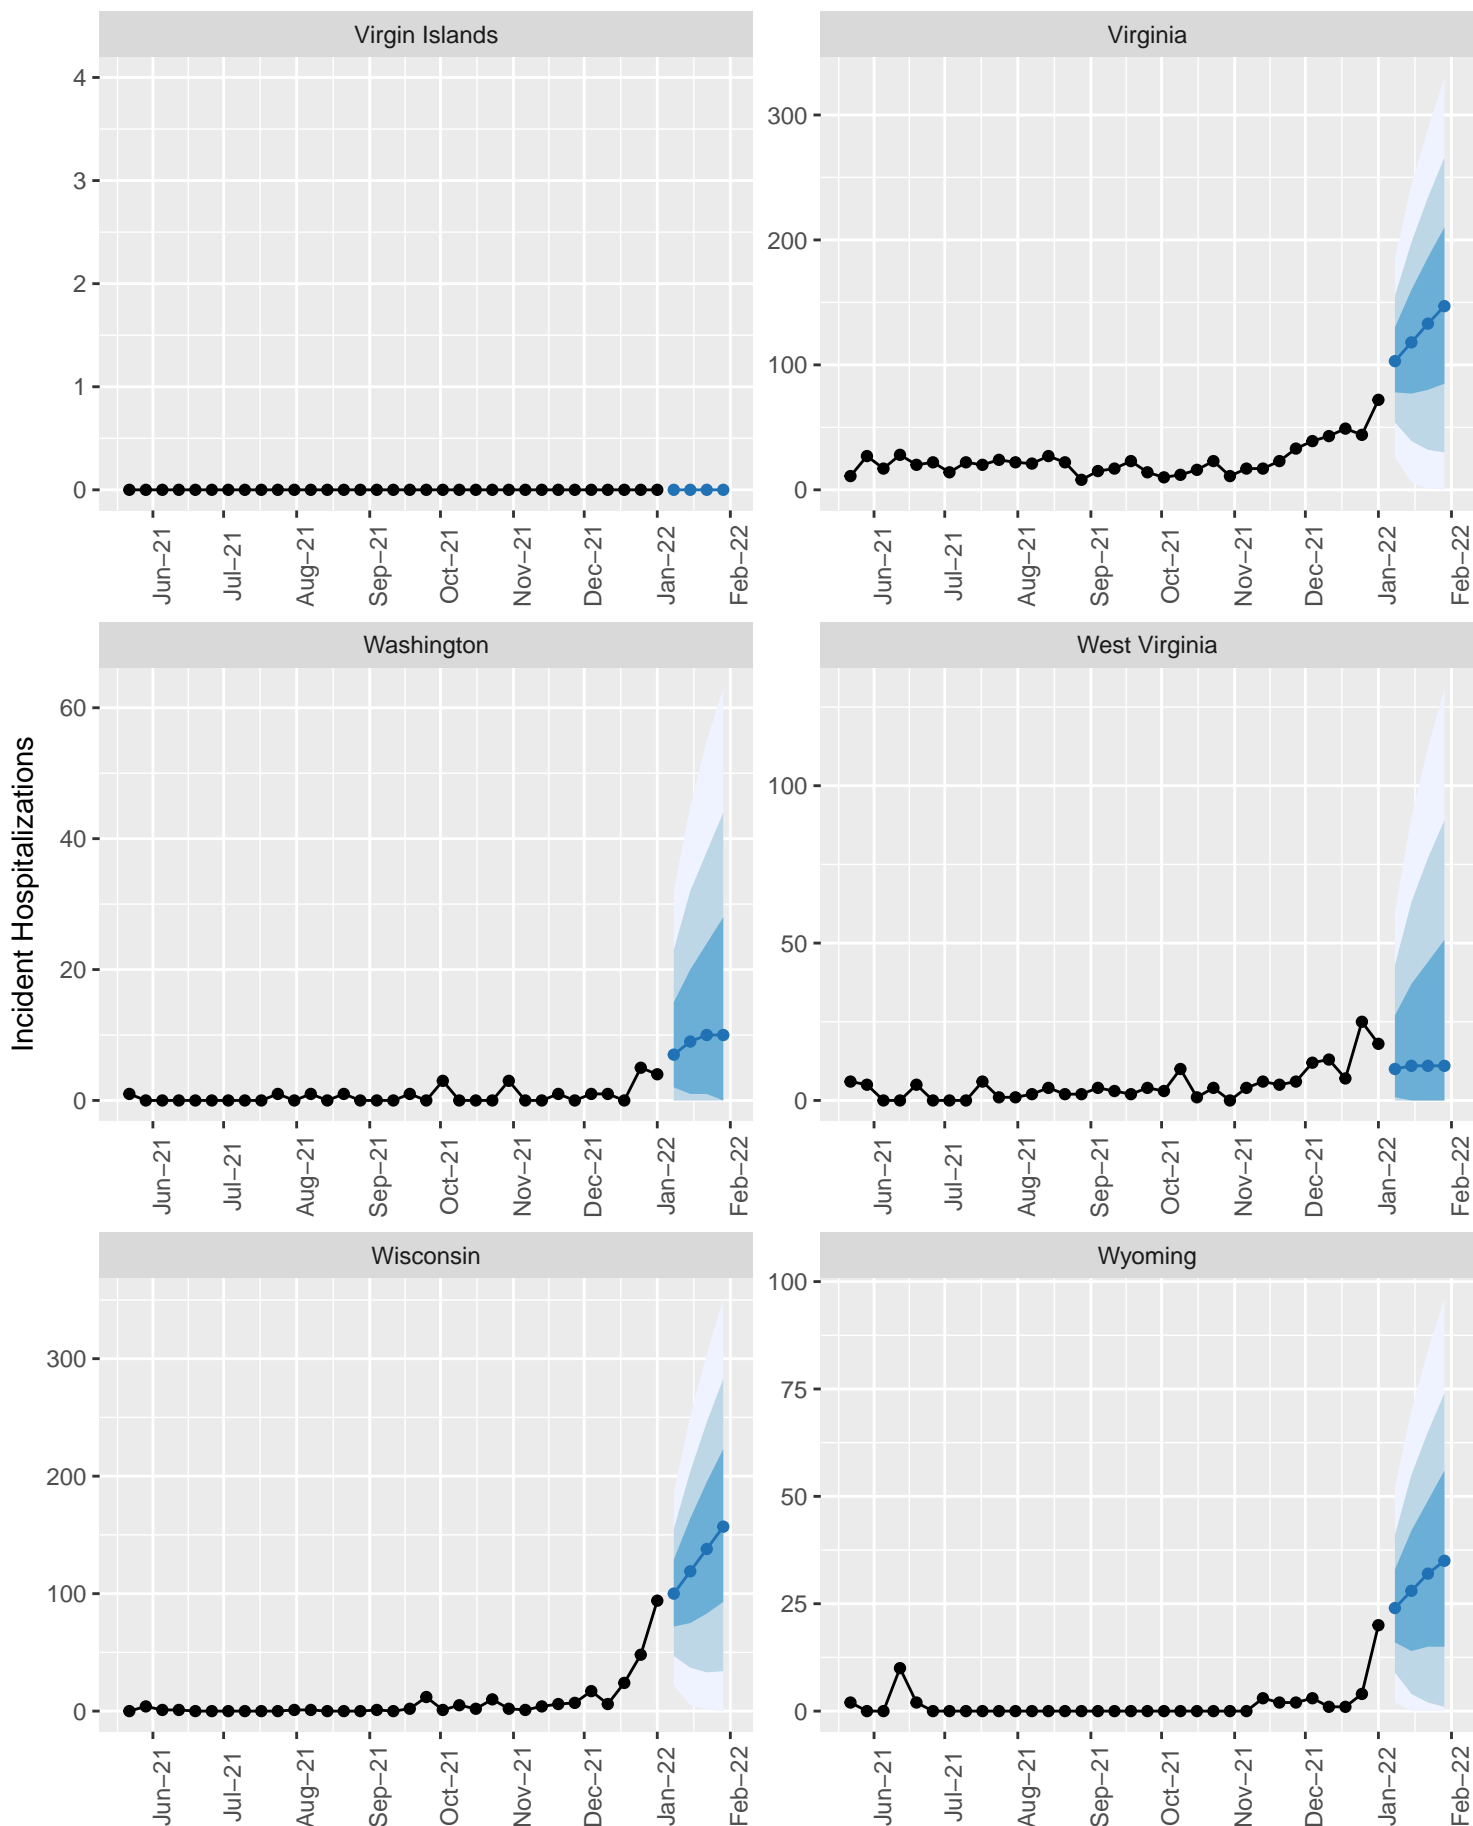 Virgin Islands
Virginia
4
3
2
1
0
300
200
100
0
Jun−21
Jul−21
Aug−21
Sep−21
Oct−21
Nov−21
Dec−21
Jan−22
Feb−22
Jun−21
Jul−21
Aug−21
Sep−21
Oct−21
Nov−21
Dec−21
Jan−22
Feb−22
Incident Hospitalizations
Washington
West Virginia
60
40
20
0
100
50
0
Jun−21
Jul−21
Aug−21
Sep−21
Oct−21
Nov−21
Dec−21
Jan−22
Feb−22
Jun−21
Jul−21
Aug−21
Sep−21
Oct−21
Nov−21
Dec−21
Jan−22
Feb−22
Wisconsin
Wyoming
300
200
100
0
100
75
50
25
0
Jun−21
Jul−21
Aug−21
Sep−21
Oct−21
Nov−21
Dec−21
Jan−22
Feb−22
Jun−21
Jul−21
Aug−21
Sep−21
Oct−21
Nov−21
Dec−21
Jan−22
Feb−22